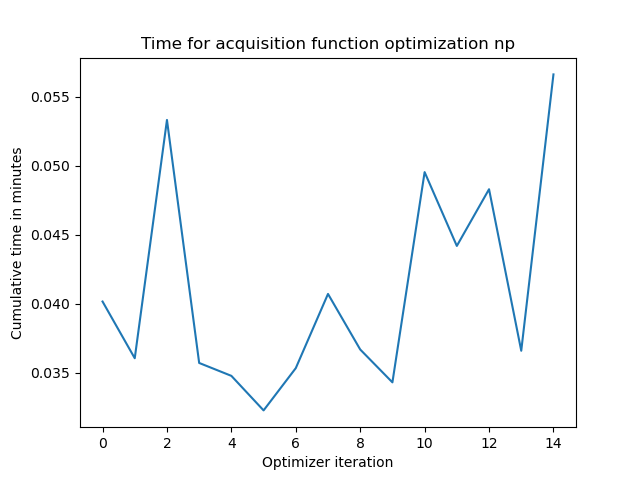 Time for acquisition function optimization np
Cumulative time in minutes
0.055
0.050
0.045
0.040
0.035
0 2 4 6 8 10 12 14
Optimizer iteration